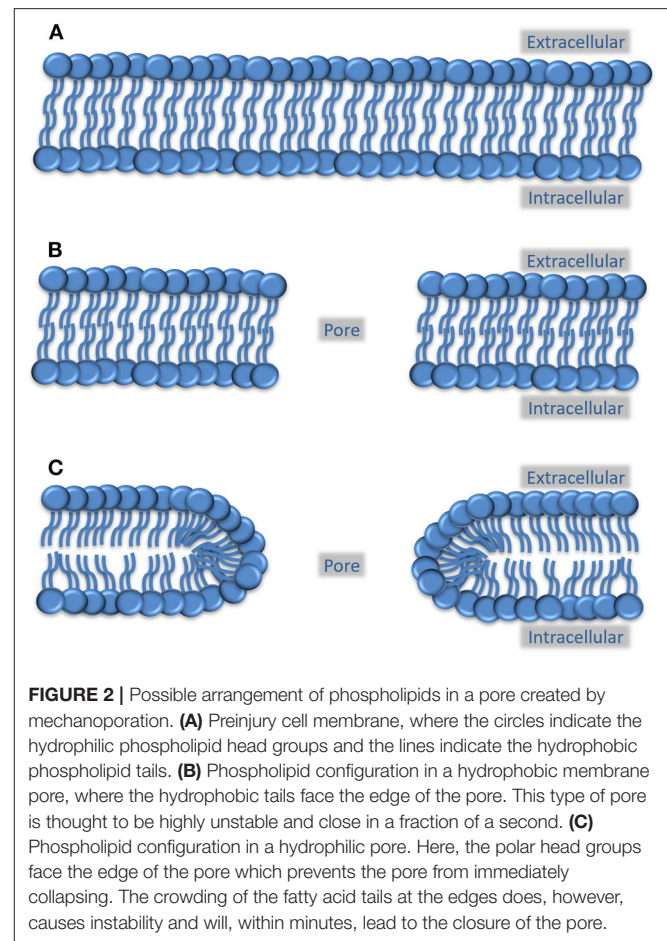 A
Extracellular
Intracellular
B
Extracellular
Pore
Intracellular
C
Extracellular
Pore
Intracellular
FIGURE 2 | Possible arrangement of phospholipids in a pore created by
mechanoporation. (A) Preinjury cell membrane, where the circles indicate the
hydrophilic phospholipid head groups and the lines indicate the hydrophobic
phospholipid tails. (B) Phospholipid configuration in a hydrophobic membrane
pore, where the hydrophobic tails face the edge of the pore. This type of pore
is thought to be highly unstable and close in a fraction of a second. (C)
Phospholipid configuration in a hydrophilic pore. Here, the polar head groups
face the edge of the pore which prevents the pore from immediately
collapsing. The crowding of the fatty acid tails at the edges does, however,
causes instability and will, within minutes, lead to the closure of the pore.